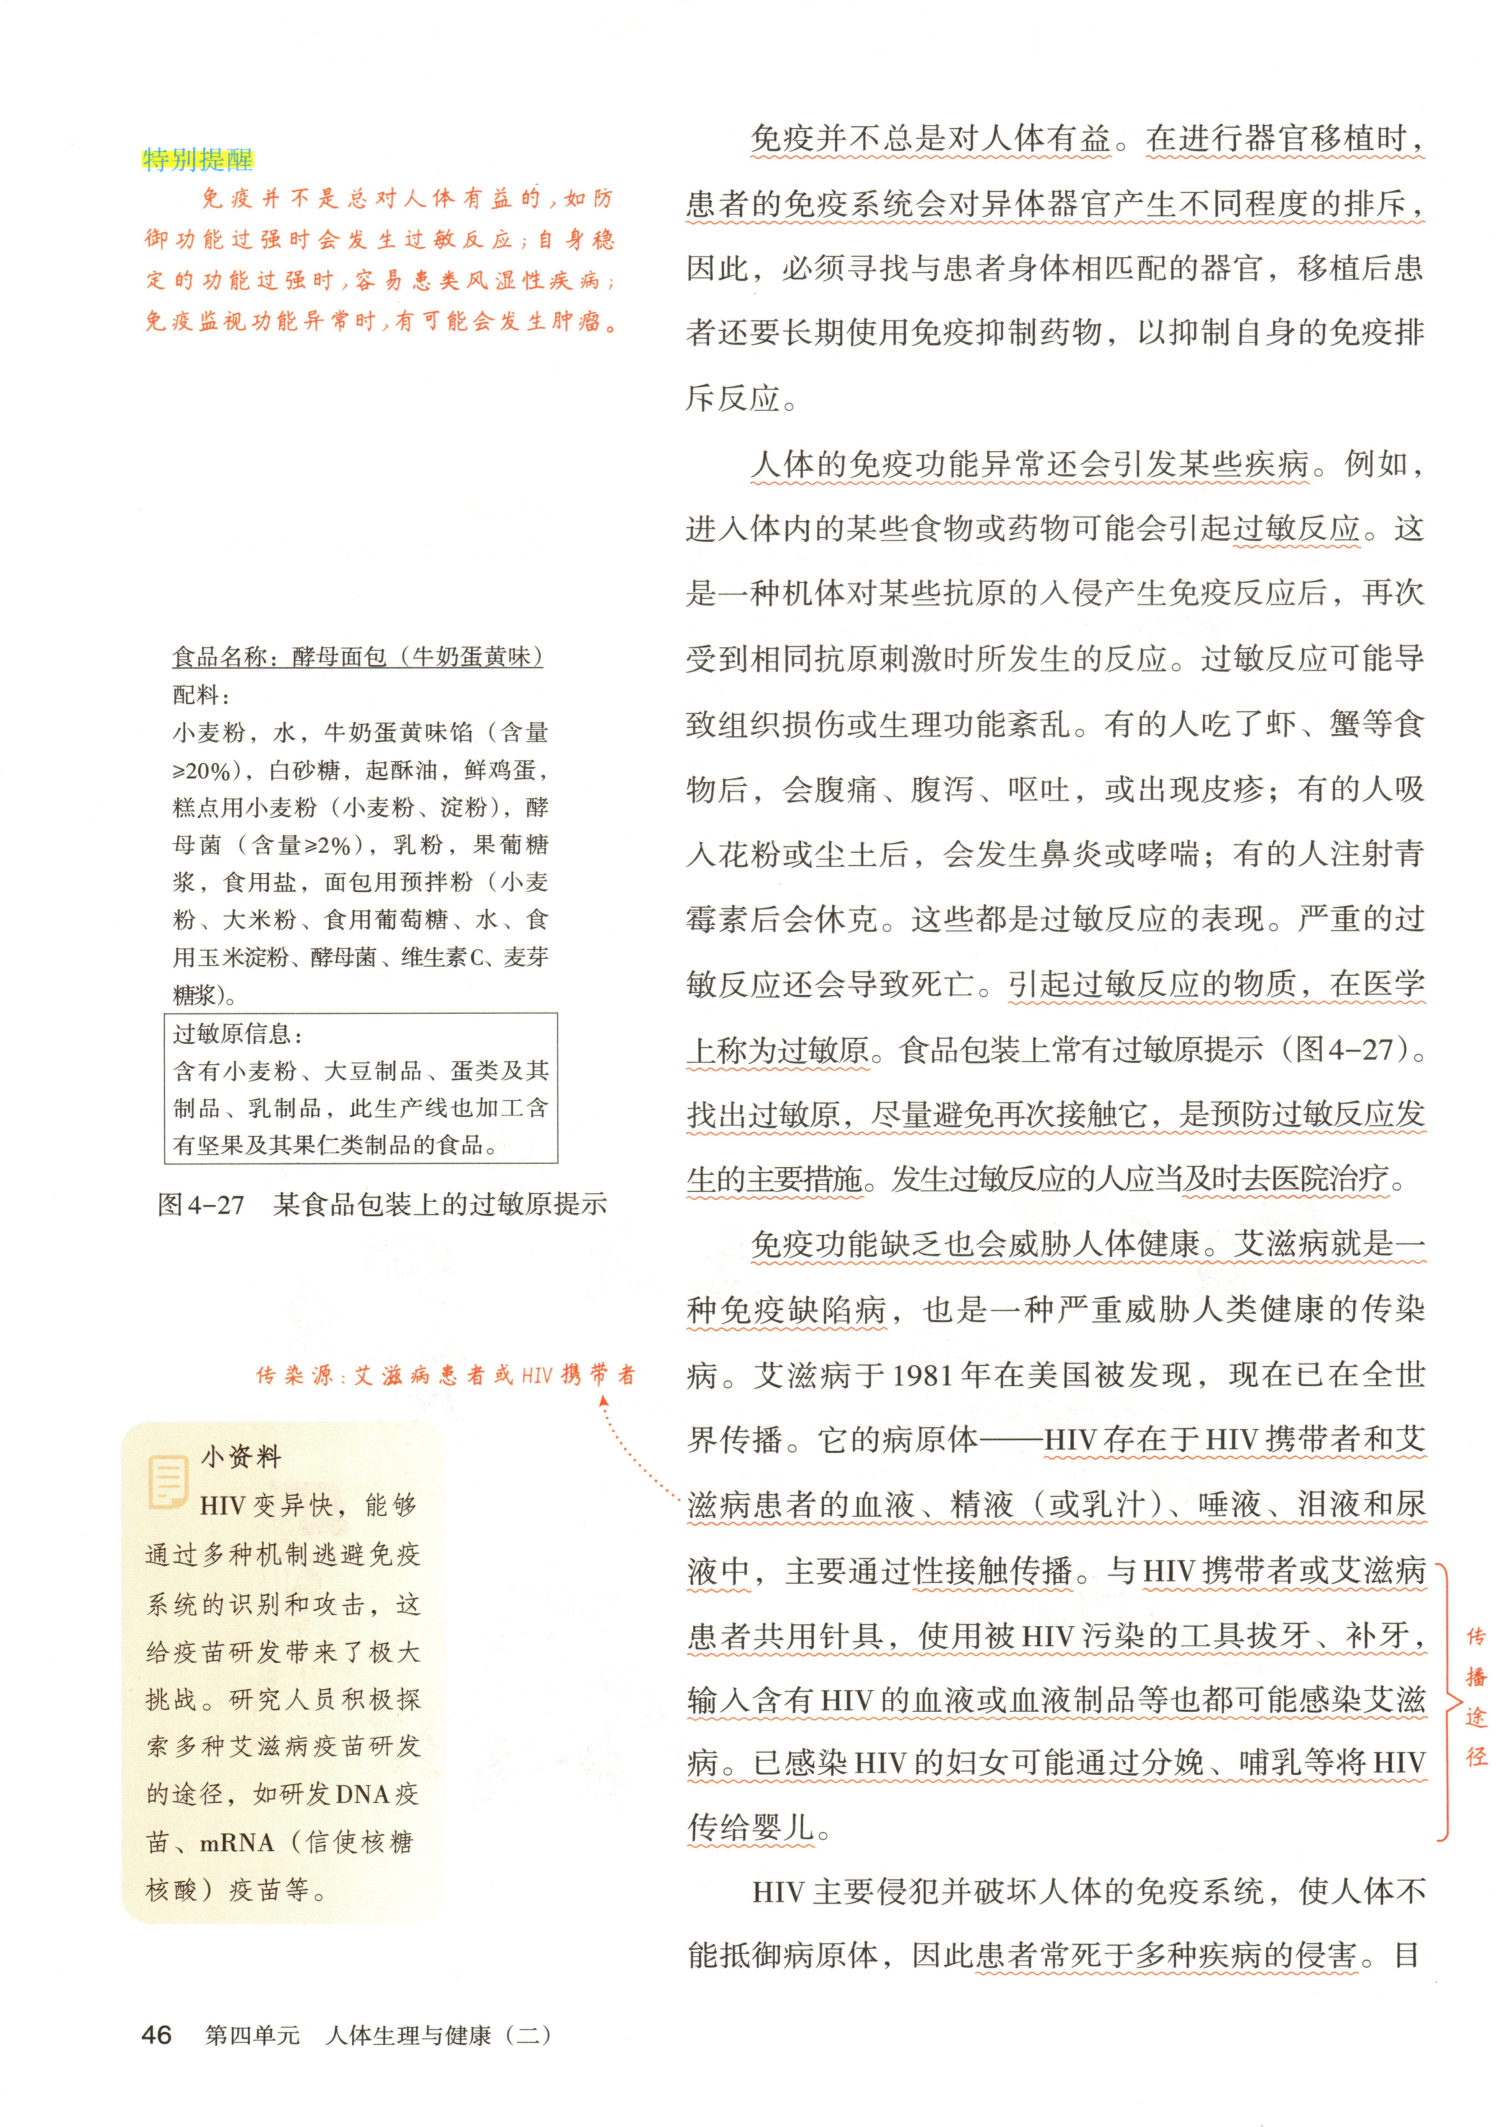 特别提醒
免疫并不是总对人体有益的，如防
御功能过强时会发生过敏反应；自身稳
定的功能过强时，容易患类风湿性疾病；
免疫监视功能异常时，有可能会发生肿瘤。
食品名称：酵母面包（牛奶蛋黄味）
配料：
小麦粉，水，牛奶蛋黄味馅（含量
≥20%），白砂糖，起酥油，鲜鸡蛋，
糕点用小麦粉（小麦粉、淀粉），酵
母菌（含量≥2%），乳粉，果葡糖
浆，食用盐，面包用预拌粉（小麦
粉、大米粉、食用葡萄糖、水、食
用玉米淀粉、酵母菌、维生素C、麦芽
糖浆）。
过敏原信息：
含有小麦粉、大豆制品、蛋类及其
制品、乳制品，此生产线也加工含
有坚果及其果仁类制品的食品。
图4-27 某食品包装上的过敏原提示
传染源：艾滋病患者或HIV携带者
小资料
HIV变异快，能够
通过多种机制逃避免疫
系统的识别和攻击，这
给疫苗研发带来了极大
挑战。研究人员积极探
索多种艾滋病疫苗研发
的途径，如研发DNA疫
苗、mRNA（信使核糖
核酸）疫苗等。
免疫并不总是对人体有益。在进行器官移植时，
患者的免疫系统会对异体器官产生不同程度的排斥，
因此，必须寻找与患者身体相匹配的器官，移植后患
者还要长期使用免疫抑制药物，以抑制自身的免疫排
斥反应。
人体的免疫功能异常还会引发某些疾病。例如，
进入体内的某些食物或药物可能会引起过敏反应。这
是一种机体对某些抗原的入侵产生免疫反应后，再次
受到相同抗原刺激时所发生的反应。过敏反应可能导
致组织损伤或生理功能紊乱。有的人吃了虾、蟹等食
物后，会腹痛、腹泻、呕吐，或出现皮疹；有的人吸
入花粉或尘土后，会发生鼻炎或哮喘；有的人注射青
霉素后会休克。这些都是过敏反应的表现。严重的过
敏反应还会导致死亡。引起过敏反应的物质，在医学
上称为过敏原。食品包装上常有过敏原提示（图4-27）。
找出过敏原，尽量避免再次接触它，是预防过敏反应发
生的主要措施。发生过敏反应的人应当及时去医院治疗。
免疫功能缺乏也会威胁人体健康。艾滋病就是一
种免疫缺陷病，也是一种严重威胁人类健康的传染
病。艾滋病于1981年在美国被发现，现在已在全世
界传播。它的病原体——HIV存在于HIV携带者和艾
滋病患者的血液、精液（或乳汁）、唾液、泪液和尿
液中，主要通过性接触传播。与HIV携带者或艾滋病
患者共用针具，使用被HIV污染的工具拔牙、补牙，
输入含有HIV的血液或血液制品等也都可能感染艾滋
病。已感染HIV的妇女可能通过分娩、哺乳等将HIV
传给婴儿。
传播途径
HIV主要侵犯并破坏人体的免疫系统，使人体不
能抵御病原体，因此患者常死于多种疾病的侵害。目
46 第四单元 人体生理与健康（二）